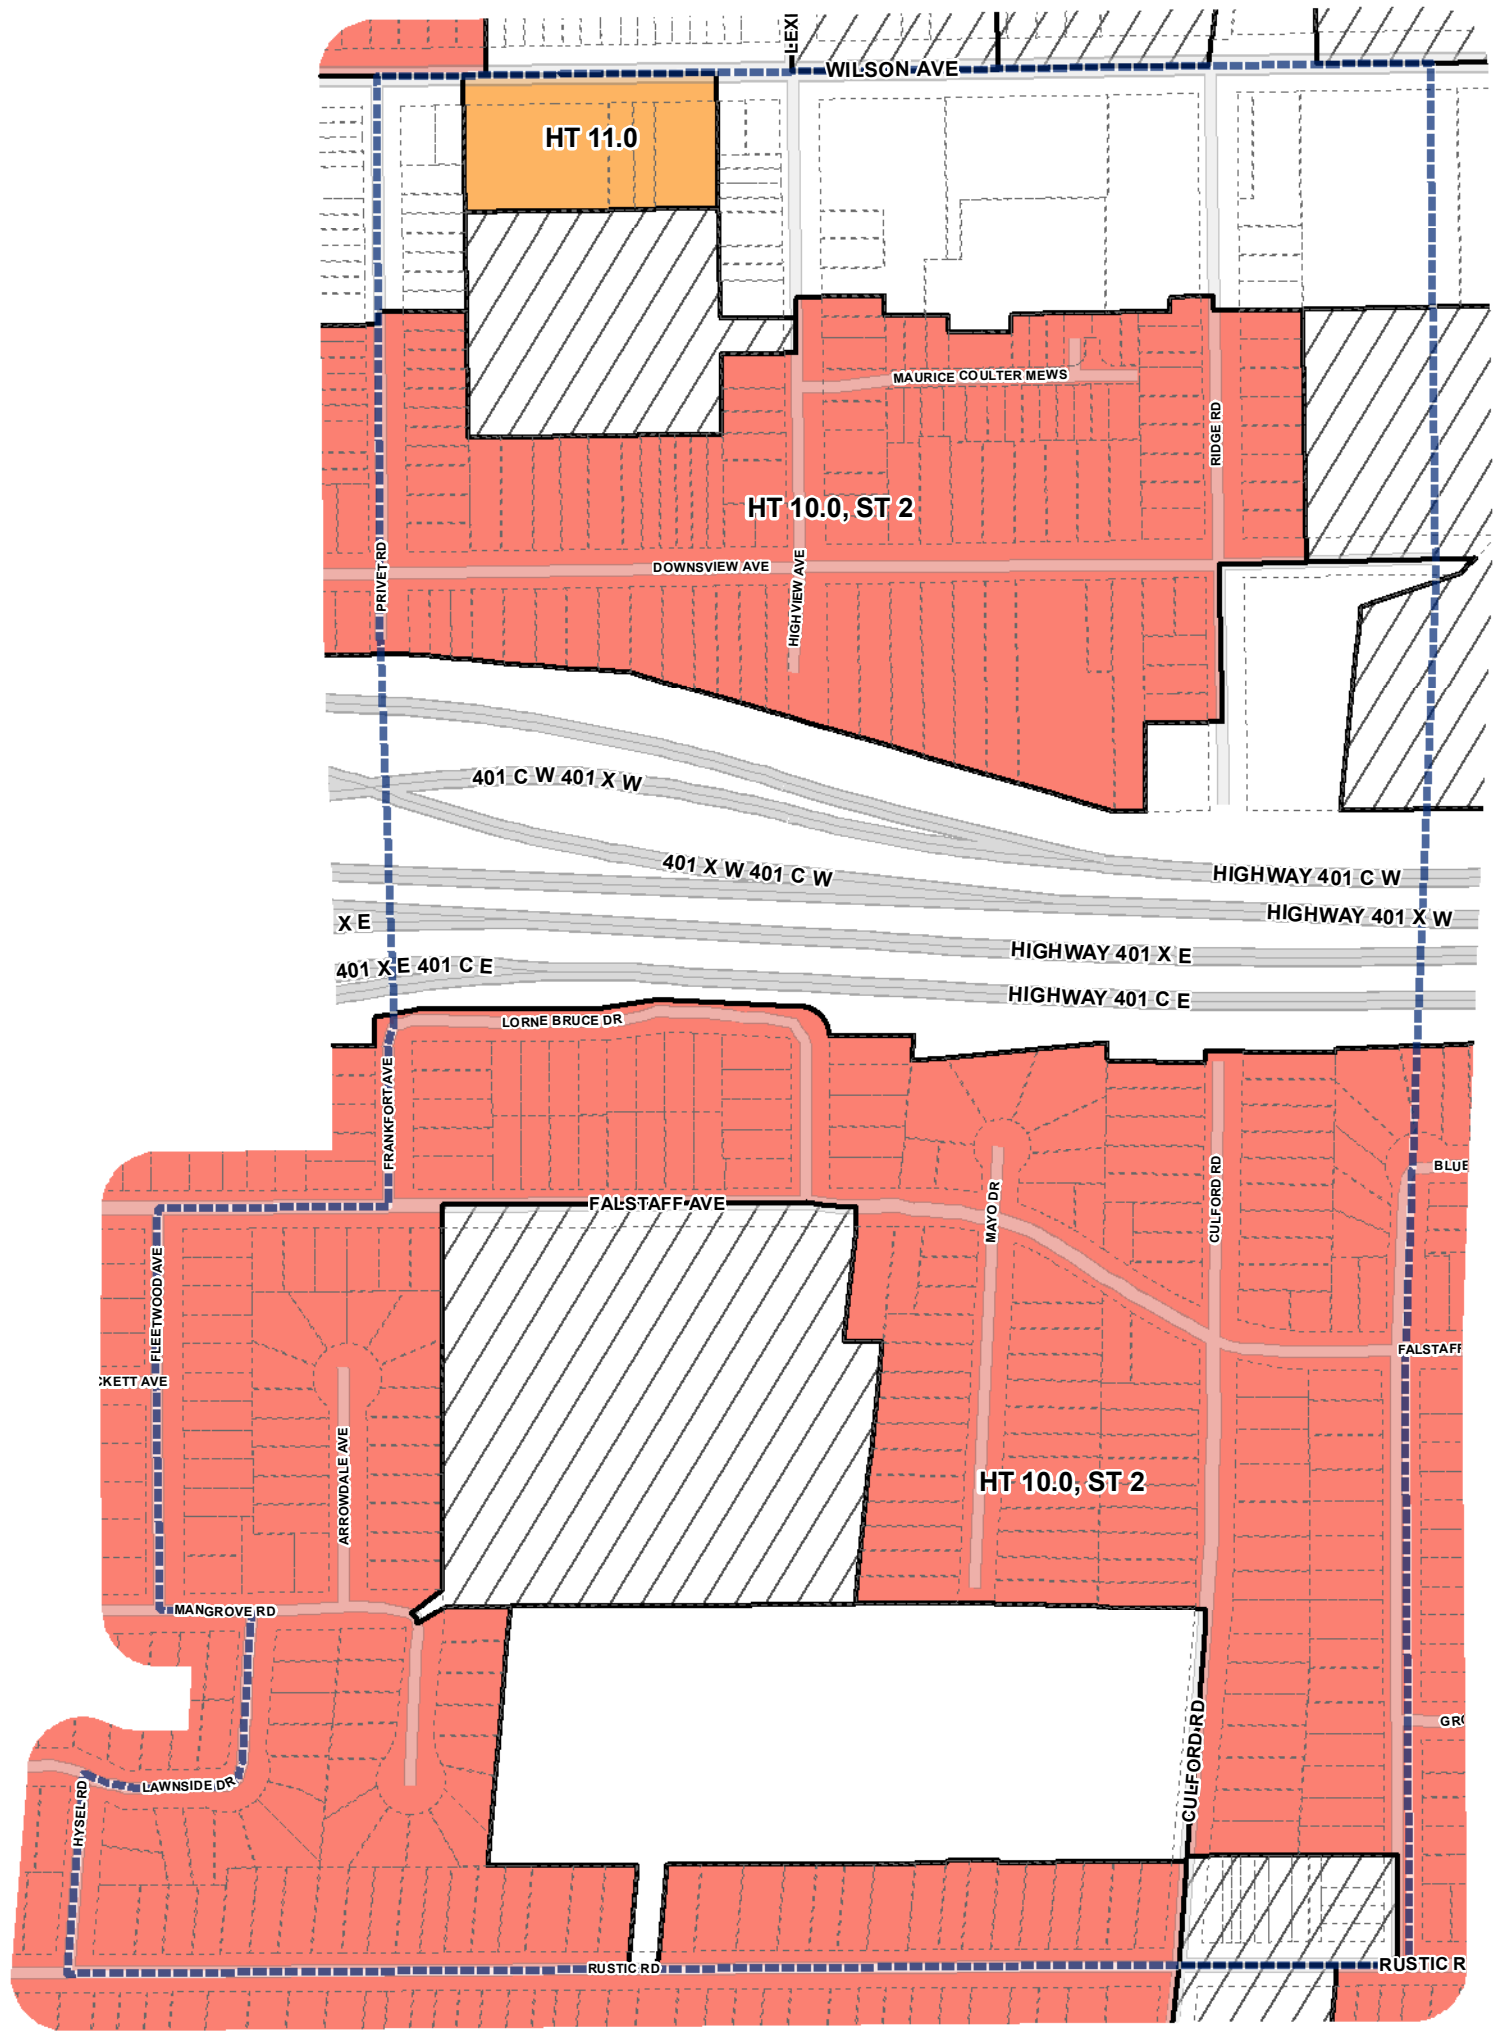 LEXI
WILSON AVE
HT 11.0
MAURICE COULTER MEWS
RIDGE RD
HT 10.0, ST 2
PRIVET RD
DOWNSVIEW AVE
HIGHVIEW AVE
401 C W 401 X W
401 X W 401 C W
HIGHWAY 401 C W
X E
HIGHWAY 401 X W
HIGHWAY 401 X E
401 X E 401 C E
HIGHWAY 401 C E
LORNE BRUCE DR
FRANKFORT AVE
BLUE
CULFORD RD
MAYO DR
FALSTAFF AVE
FLEETWOOD AVE
FALSTAFF
CKETT AVE
ARROWDALE AVE
HT 10.0, ST 2
MANGROVE RD
GRO
CULFORD RD
LAWNSIDE DR
HYSEL RD
RUSTIC RD
RUSTIC R